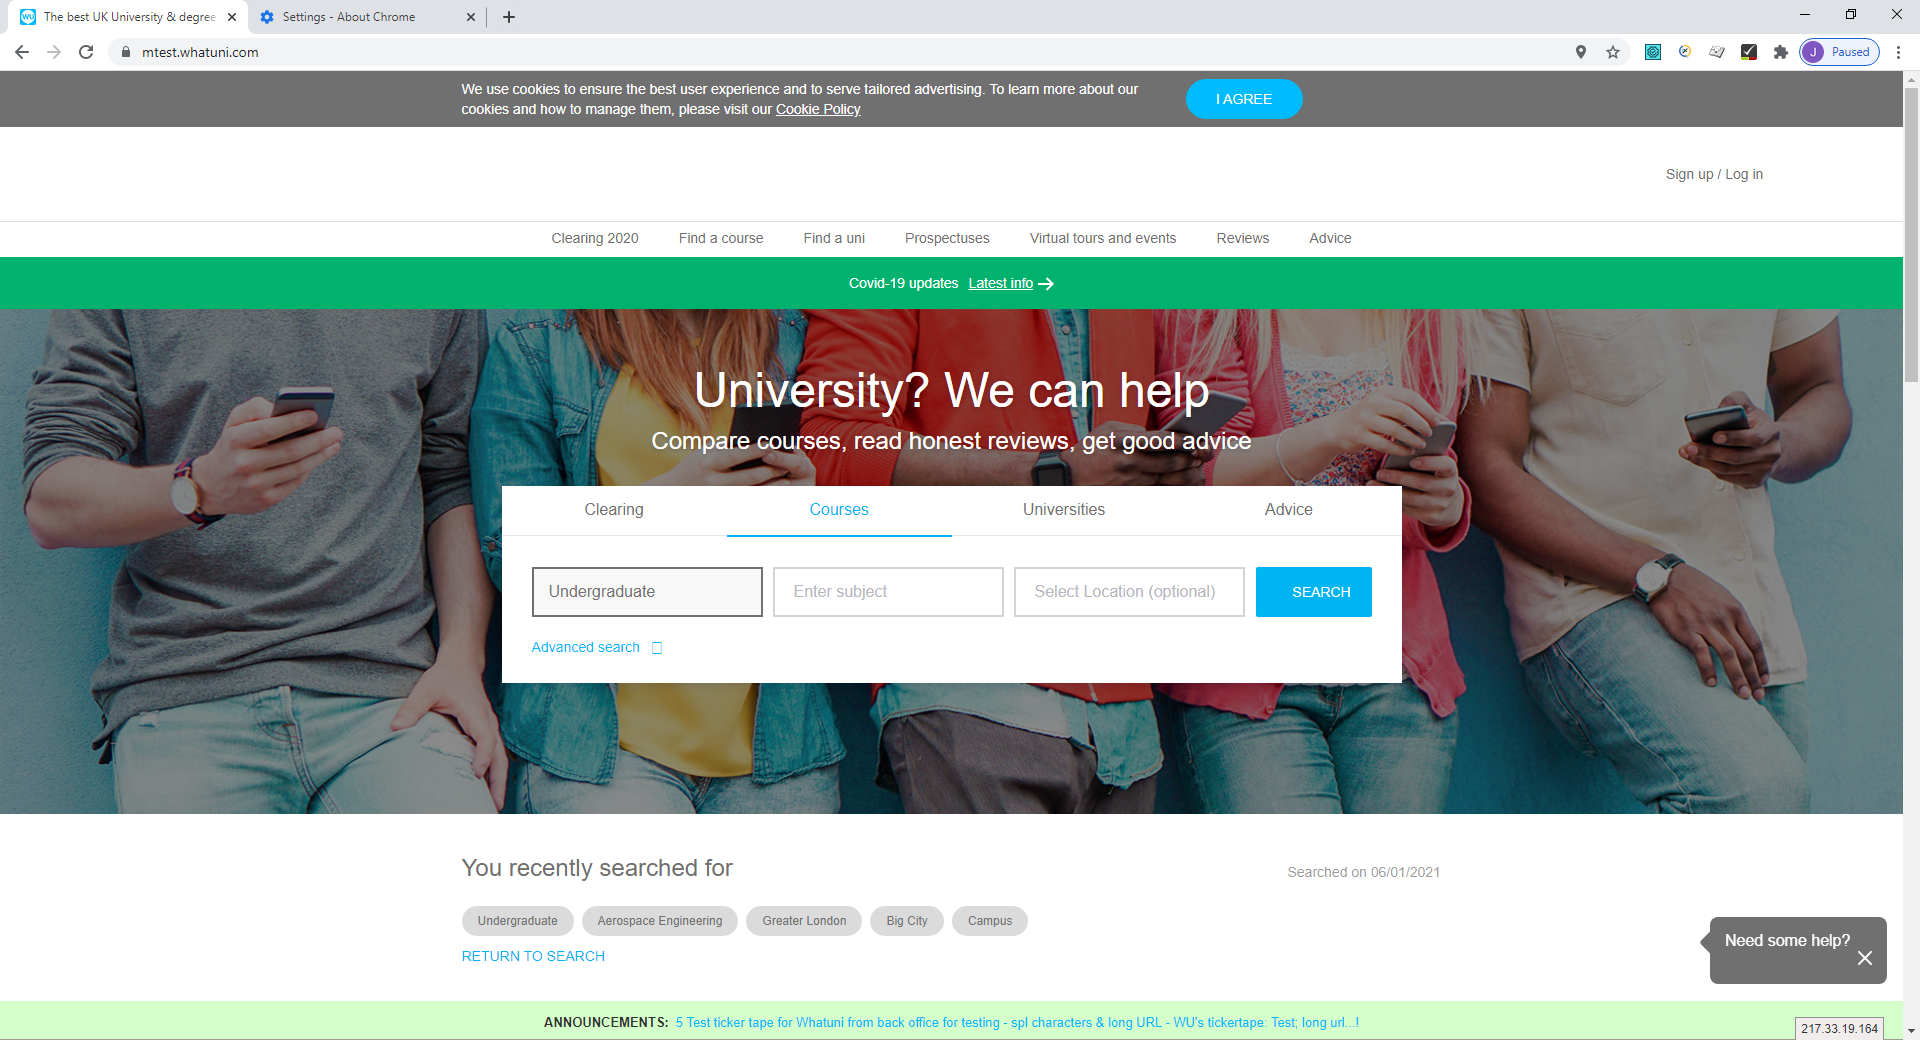 The best UK University & degree
Settings - About Chrome
mtest.whatuni.com
J Paused
We use cookies to ensure the best user experience and to serve tailored advertising. To learn more about our
cookies and how to manage them, please visit our Cookie Policy
I AGREE
Sign up / Log in
Clearing 2020 Find a course Find a uni Prospectuses Virtual tours and events Reviews Advice
Covid-19 updates Latest info
University? We can help
Compare courses, read honest reviews, get good advice
Clearing Courses Universities Advice
Undergraduate Enter subject Select Location (optional) SEARCH
Advanced search
You recently searched for
Searched on 06/01/2021
Undergraduate Aerospace Engineering Greater London Big City Campus
RETURN TO SEARCH
Need some help?
ANNOUNCEMENTS: 5 Test ticker tape for Whatuni from back office for testing - spl characters & long URL - WU's tickertape: Test; long url...!
217.33.19.164